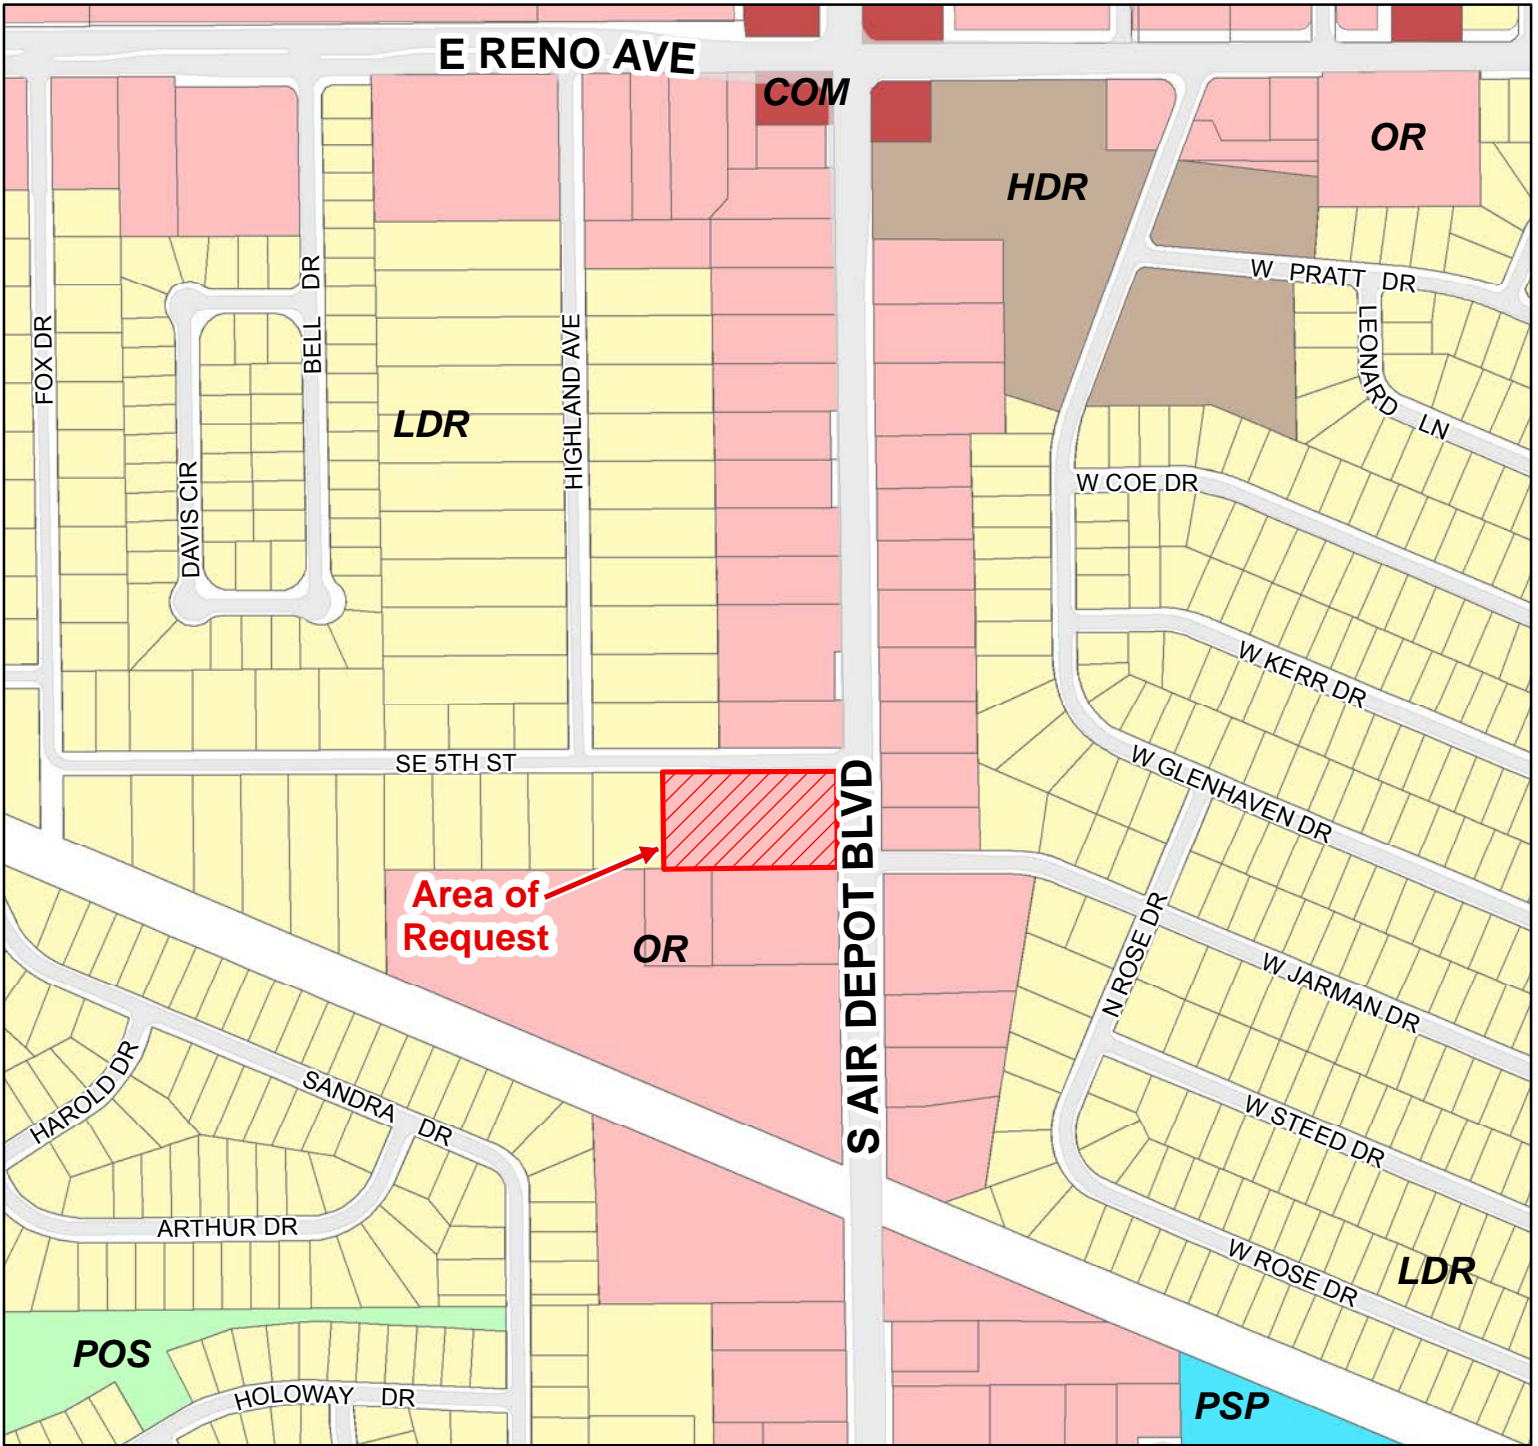 E RENO AVE
COM
OR
HDR
W PRATT DR
FOX DR
BELL DR
HIGHLAND AVE
LEONARD LN
LDR
DAVIS CIR
W COE DR
W KERR DR
SE 5TH ST
W GLENHAVEN DR
S AIR DEPOT BLVD
Area of
Request
OR
N ROSE DR
W JARMAN DR
HAROLD DR
SANDRA DR
W STEED DR
ARTHUR DR
W ROSE DR
LDR
POS
HOLOWAY DR
PSP